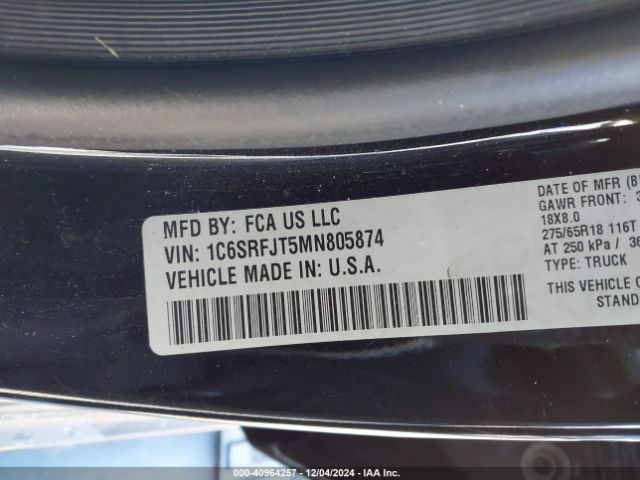 MFD BY: FCA US LLC
VIN: 1C6SRFJT5MN805874
VEHICLE MADE IN: U.S.A.
DATE OF MFR
GAWR FRONT:
18X8.0
275/65R18 116T
AT 250 kPa /
TYPE: TRUCK
THIS VEHICLE
STAND
000-40964257 - 12/04/2024 - IAA Inc.